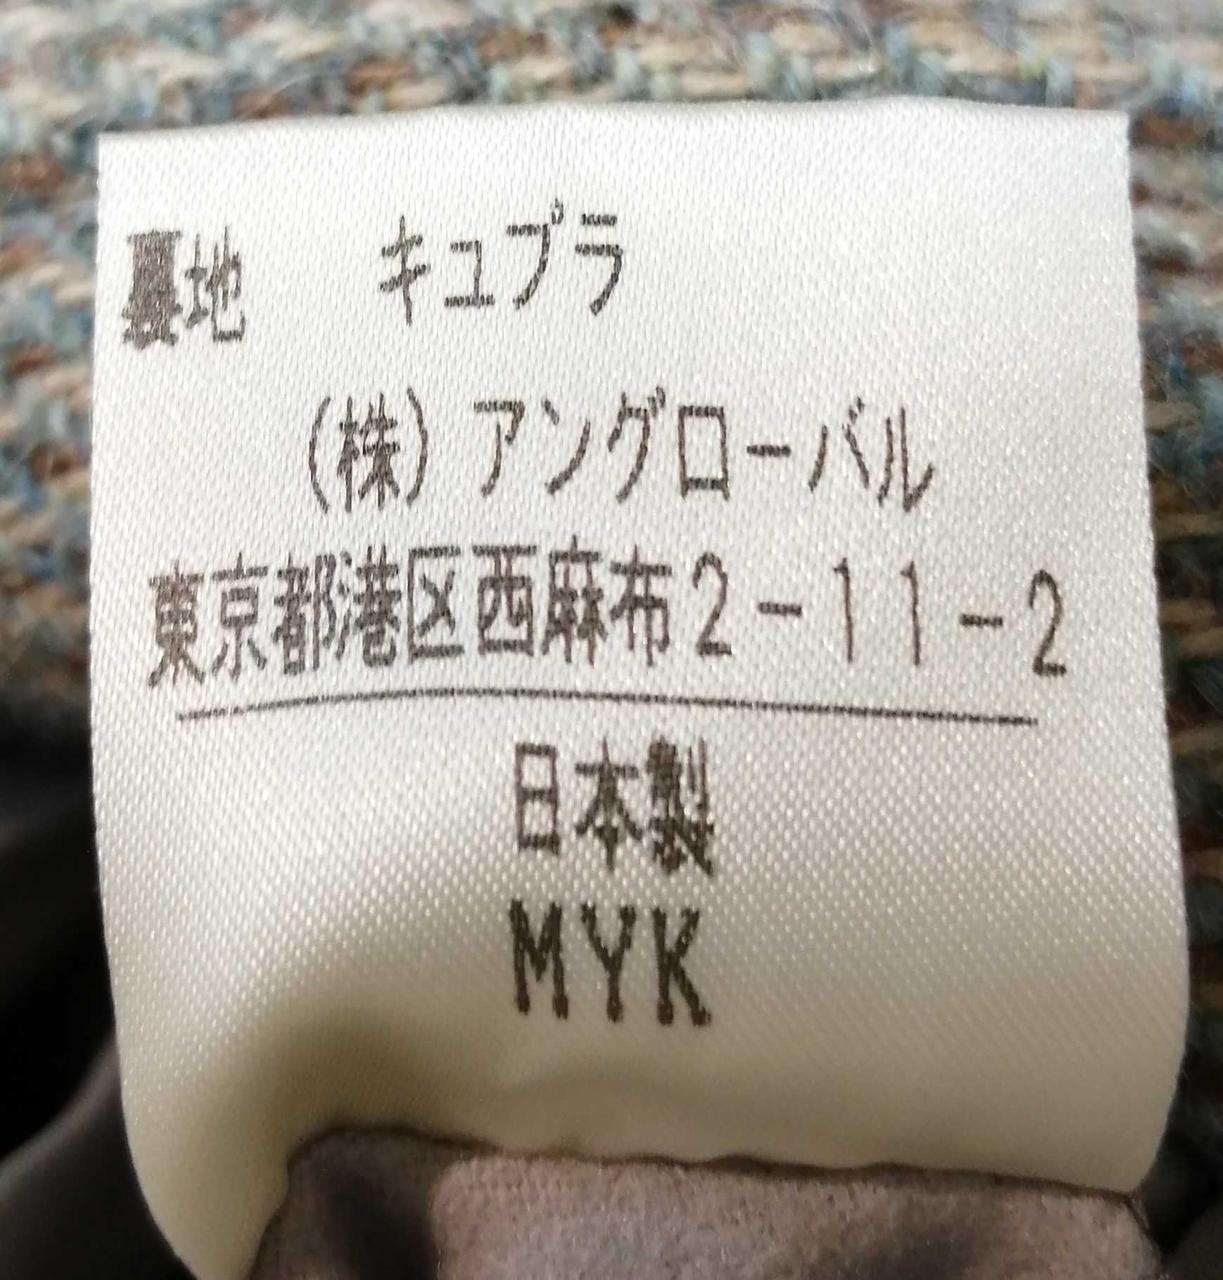 裏地　キュプラ
(株)アングローバル
東京都港区西麻布2-11-2
日本製
MYK